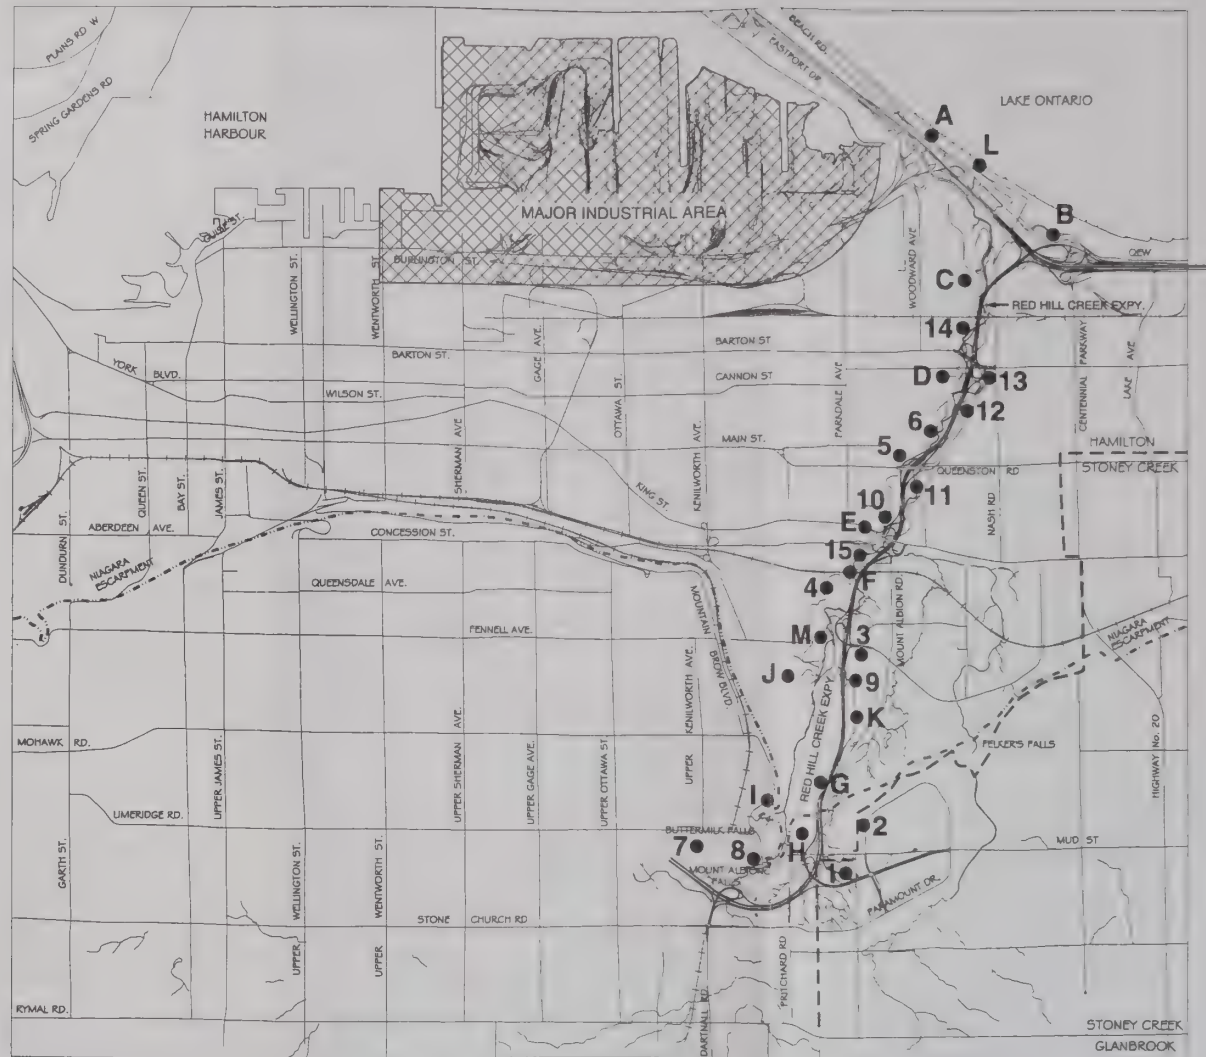 PLAINS RD W
SPRING GARDENS RD
HAMILTON
HARBOUR
BEACH RD.
EASTPORT DR
LAKE ONTARIO
A
L
B
MAJOR INDUSTRIAL AREA
WOODWARD AVE
QEW
WELLINGTON ST.
WENTWORTH ST.
BURLINGTON ST.
C
RED HILL CREEK EXPY.
14
CENTENNIAL PARKWAY
LAKE AVE
BARTON ST.
GAGE AVE.
BARTON ST
YORK BLVD.
CANNON ST
PARKDALE AVE
D
13
WILSON ST.
OTTAWA ST.
12
6
MAIN ST.
5
HAMILTON
STONEY CREEK
QUEENSTON RD
SHERMAN AVE
KENILWORTH AVE.
QUEEN ST.
BAY ST.
JAMES ST.
KING ST.
11
10
NASH RD
DUNDURN ST.
ABERDEEN AVE.
CONCESSION ST.
E
15
NIAGARA
ESCARPMENT
QUEENSDALE AVE.
4
F
MOUNT ALBION RD.
FENNELL AVE.
MOUNTAIN BROW BLVD.
M
3
NIAGARA
ESCARPMENT
J
9
K
MOHAWK RD.
UPPER JAMES ST.
UPPER SHERMAN AVE.
UPPER GAGE AVE.
UPPER OTTAWA ST.
UPPER KENILWORTH AVE.
RED HILL CREEK EXPY
FELKER'S FALLS
HIGHWAY No. 20
G
LIMERIDGE RD.
I
BUTTERMILK FALLS
7
8
H
2
MUD ST
GARTH ST.
MOUNT ALBION
FALLS
1
PARAMOUNT DR
UPPER WELLINGTON ST.
UPPER WENTWORTH ST.
STONE CHURCH RD
PRITCHARD RD
DARTNALL RD.
RYMAL RD.
STONEY CREEK
GLANBROOK